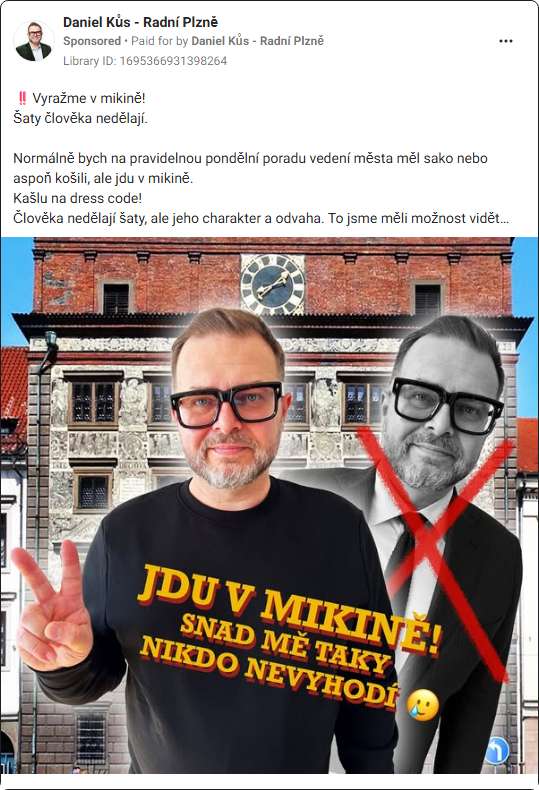 Daniel Kůs - Radní Plzně
Sponsored • Paid for by Daniel Kůs - Radní Plzně
Library ID: 1695366931398264
‼️ Vyražme v mikině!
Šaty člověka nedělají.
Normálně bych na pravidelnou pondělní poradu vedení města měl sako nebo
aspoň košili, ale jdu v mikině.
Kašlu na dress code!
Člověka nedělají šaty, ale jeho charakter a odvaha. To jsme měli možnost vidět...
JDU V MIKINĚ!
SNAD MĚ TAKY
NIKDO NEVYHODÍ 🥲